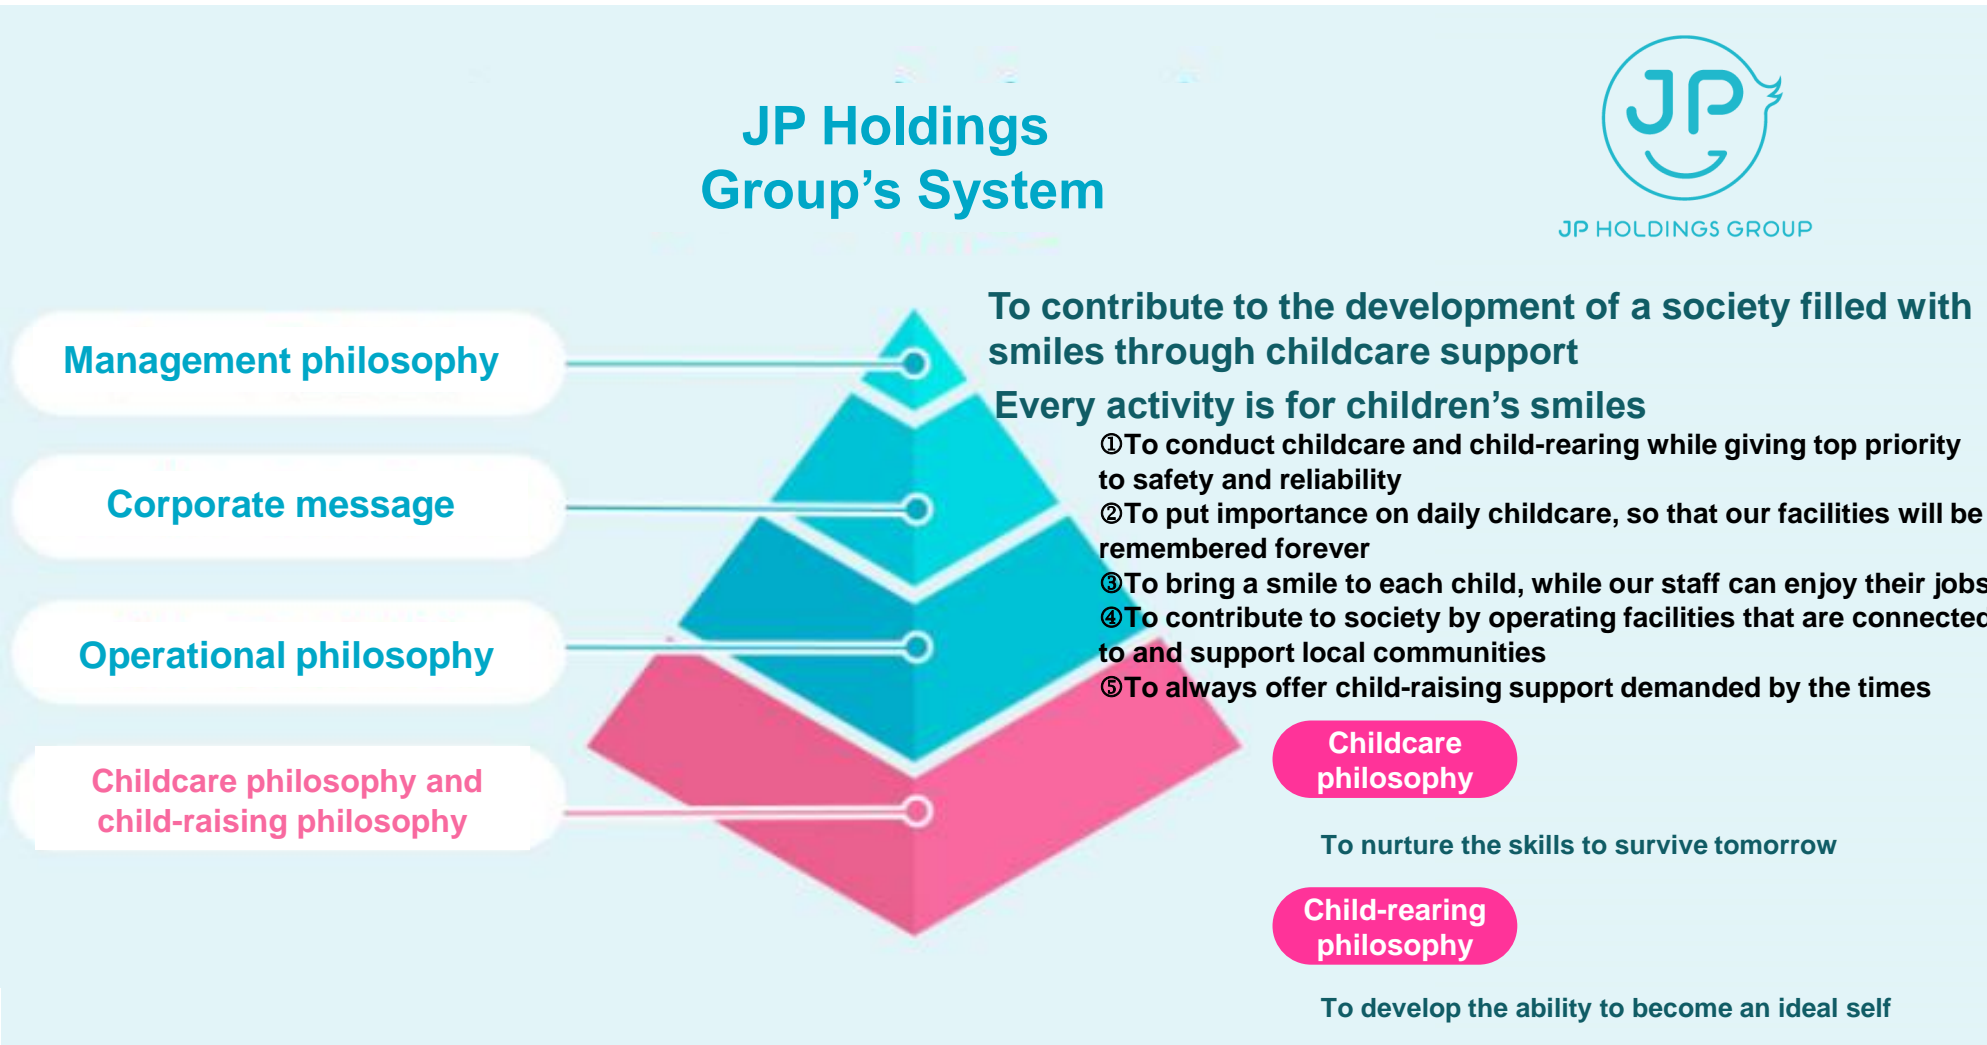 JP Holdings
Group’s System
JP
JP HOLDINGS GROUP
Management philosophy
To contribute to the development of a society filled with
smiles through childcare support
Corporate message
Every activity is for children’s smiles
Operational philosophy
①To conduct childcare and child-rearing while giving top priority
to safety and reliability
②To put importance on daily childcare, so that our facilities will be
remembered forever
③To bring a smile to each child, while our staff can enjoy their jobs
④To contribute to society by operating facilities that are connected
to and support local communities
⑤To always offer child-raising support demanded by the times
Childcare philosophy and
child-raising philosophy
Childcare
philosophy
To nurture the skills to survive tomorrow
Child-rearing
philosophy
To develop the ability to become an ideal self